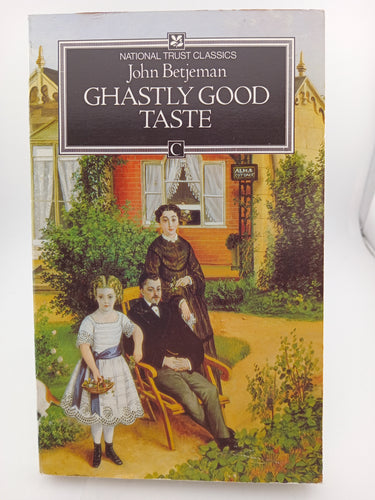 NATIONAL TRUST CLASSICS
John Betjeman
GHASTLY GOOD
TASTE
C
ALMA
COTTAGE